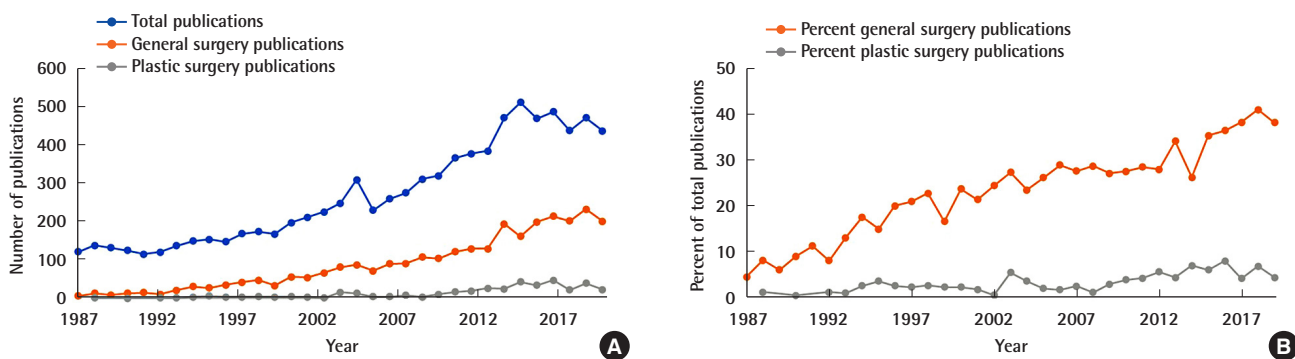 Total publications
General surgery publications
Plastic surgery publications
600
500
400
300
200
100
0
Number of publications
1987 1992 1997 2002 2007 2012 2017
Year
A
Percent general surgery publications
Percent plastic surgery publications
50
40
30
20
10
0
Percent of total publications
1987 1992 1997 2002 2007 2012 2017
Year
B